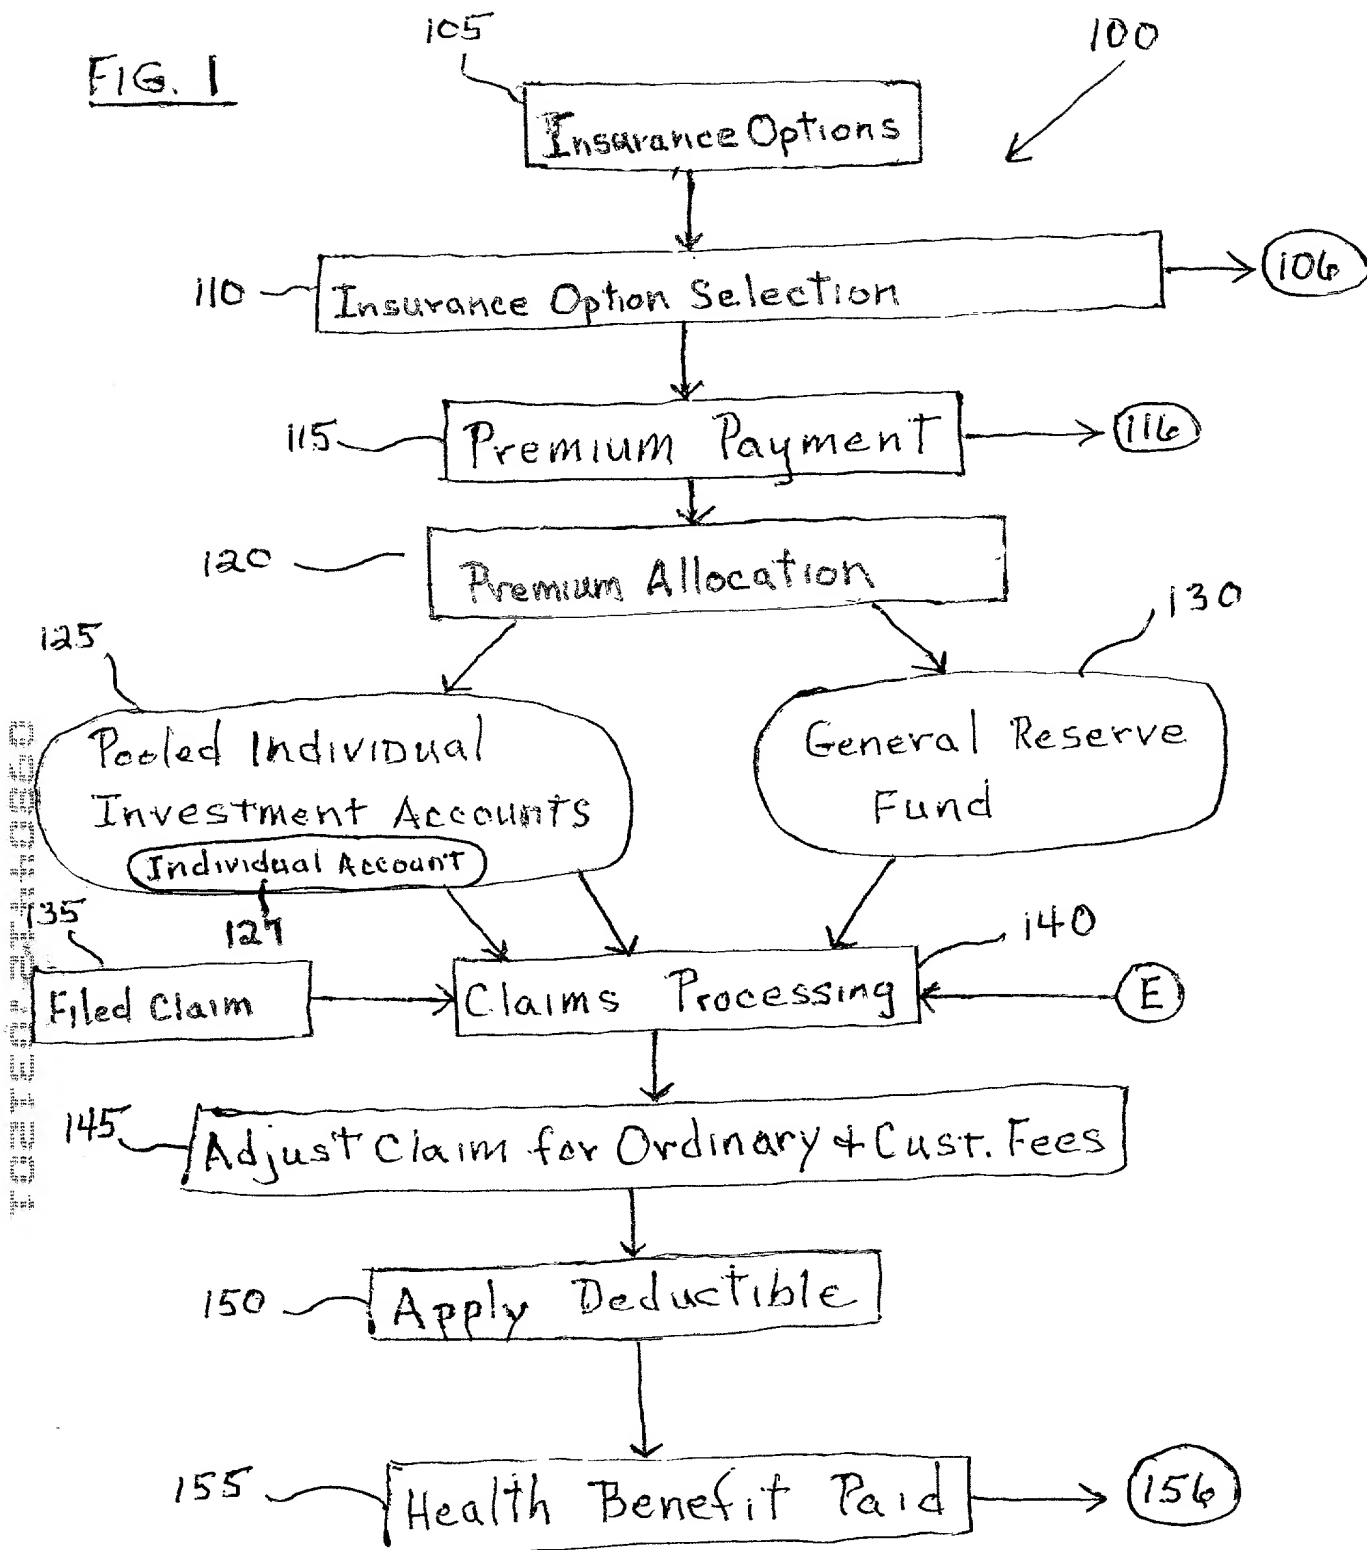 FIG. 1
105
100
Insurance Options
110
Insurance Option Selection
106
115
Premium Payment
116
120
Premium Allocation
125
130
Pooled Individual
Investment Accounts
Individual Account
General Reserve
Fund
135
127
140
Filed Claim
Claims Processing
E
145
Adjust Claim for Ordinary + Cust. Fees
150
Apply Deductible
155
Health Benefit Paid
156